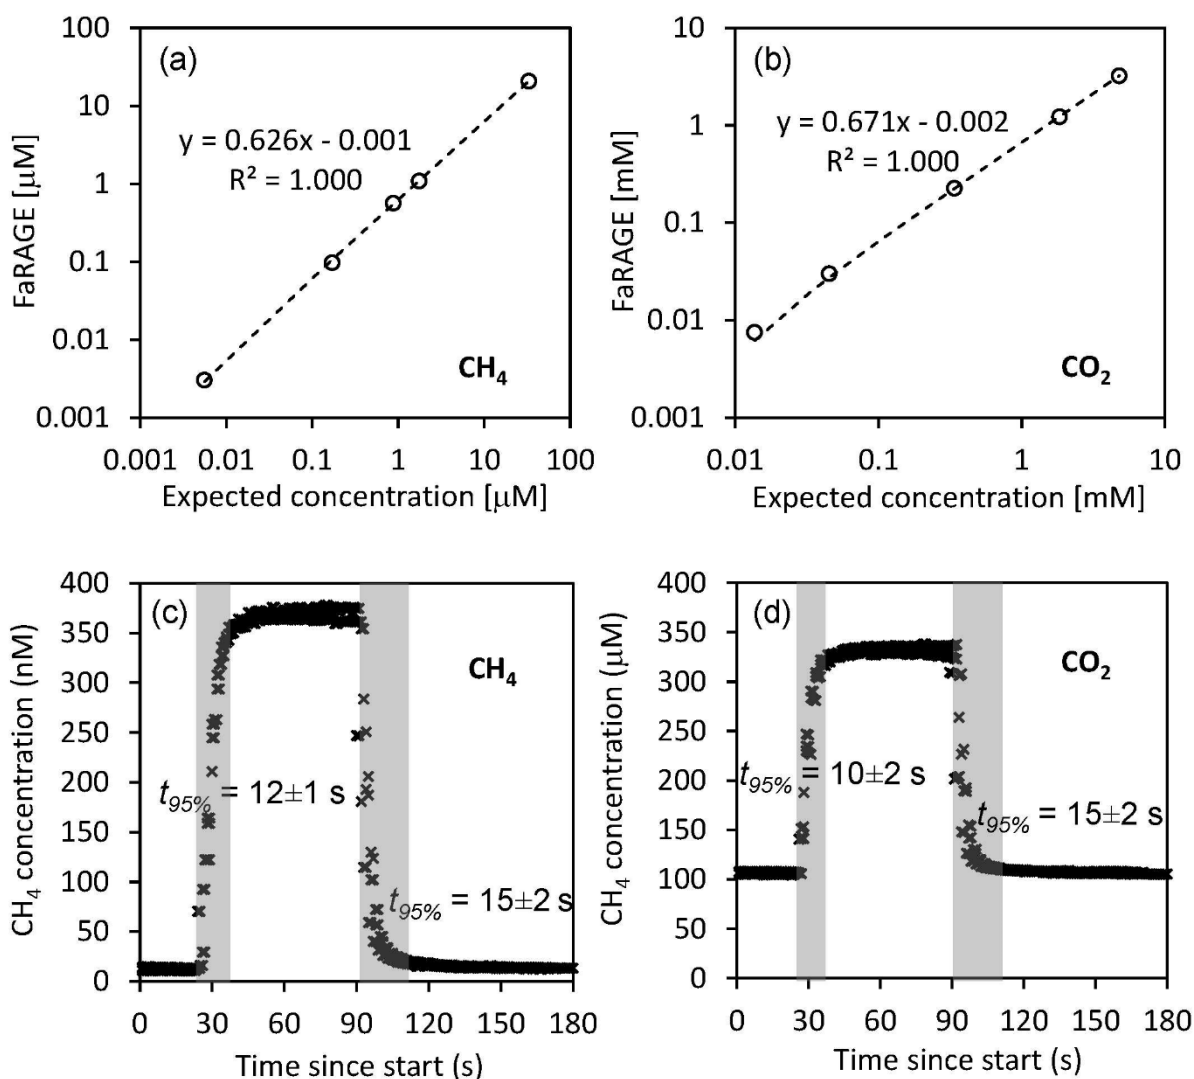 (a)
y = 0.626x - 0.001
R² = 1.000
CH₄
FaRAGE [μM]
100
10
1
0.1
0.01
0.001
0.001 0.01 0.1 1 10 100
Expected concentration [μM]
(b)
y = 0.671x - 0.002
R² = 1.000
CO₂
FaRAGE [mM]
10
1
0.1
0.01
0.001
0.01 0.1 1 10
Expected concentration [mM]
(c)
CH₄
t95% = 12±1 s
t95% = 15±2 s
CH₄ concentration (nM)
400
350
300
250
200
150
100
50
0
0 30 60 90 120 150 180
Time since start (s)
(d)
CO₂
t95% = 10±2 s
t95% = 15±2 s
CH₄ concentration (μM)
400
350
300
250
200
150
100
50
0
0 30 60 90 120 150 180
Time since start (s)